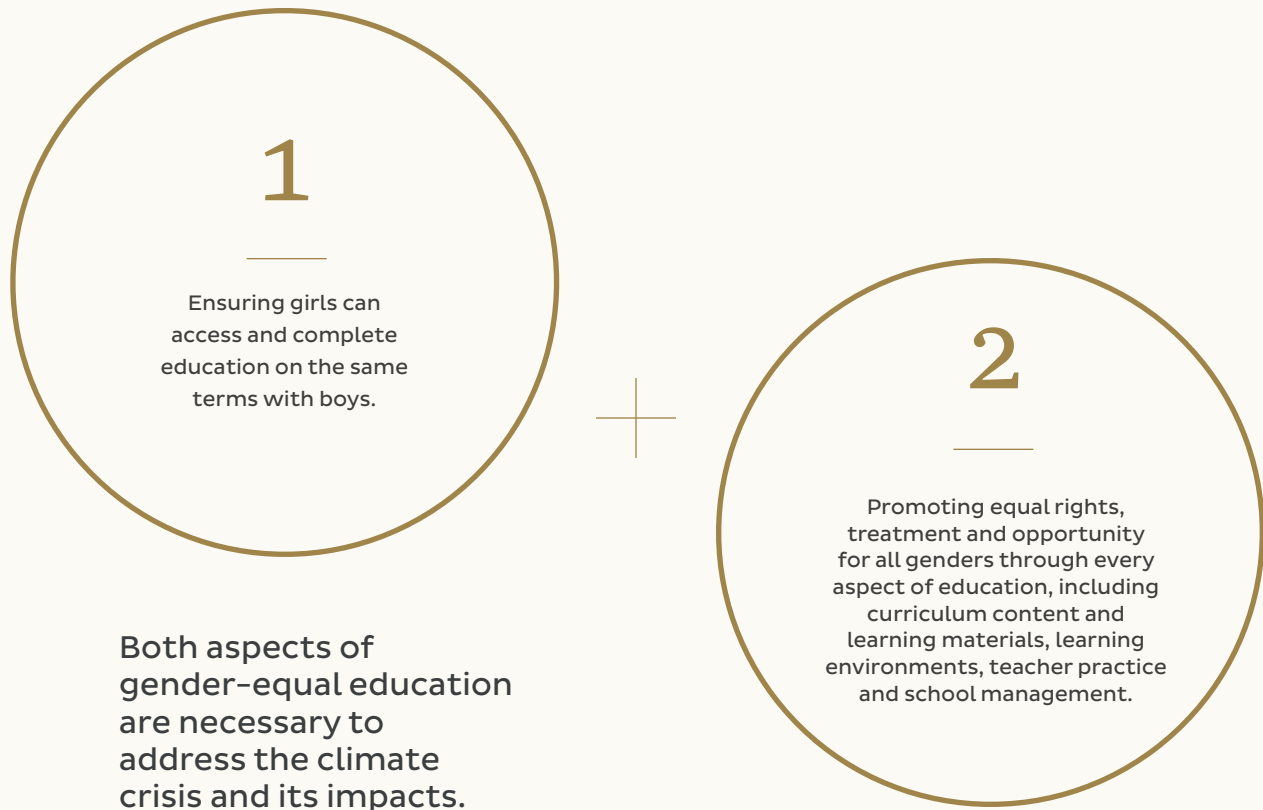 1
Ensuring girls can
access and complete
education on the same
terms with boys.
2
Promoting equal rights,
treatment and opportunity
for all genders through every
aspect of education, including
curriculum content and
learning materials, learning
environments, teacher practice
and school management.
Both aspects of
gender-equal education
are necessary to
address the climate
crisis and its impacts.